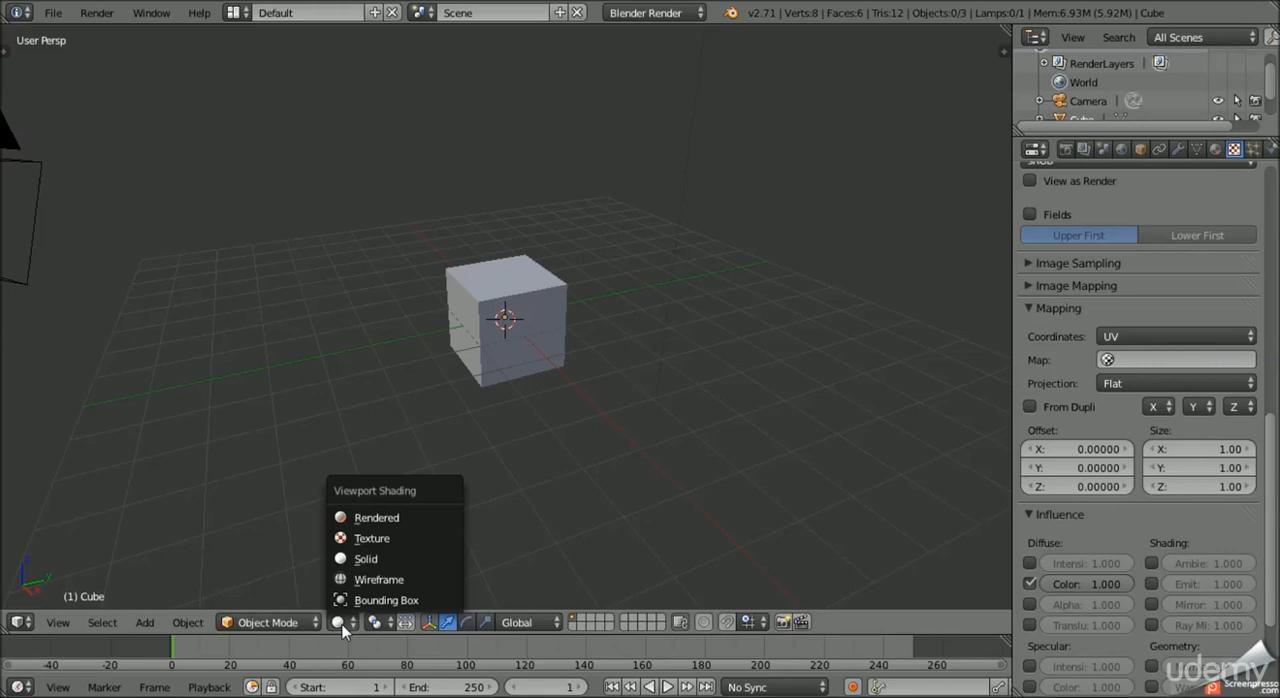 File Render Window Help Default Scene Blender Render v2.71 | Verts:8 | Faces:6 | Tris:12 | Objects:0/3 | Lamps:0/1 | Mem:6.93M (5.92M) | Cube
User Persp
View Search All Scenes
RenderLayers |
World
Camera |
Cube
sRGB
View as Render
Fields
Upper First Lower First
Image Sampling
Image Mapping
Mapping
Coordinates: UV
Map:
Projection: Flat
From Dupli X Y Z
Offset: Size:
X: 0.00000 X: 1.00
Y: 0.00000 Y: 1.00
Z: 0.00000 Z: 1.00
Influence
Diffuse: Shading:
Intensi: 1.000 Ambie: 1.000
Color: 1.000 Emit: 1.000
Alpha: 1.000 Mirror: 1.000
Translu: 1.000 Ray Mi: 1.000
Specular: Geometry:
Intensi: 1.000
Color: 1.000
Viewport Shading
Rendered
Texture
Solid
Wireframe
Bounding Box
z
y
(1) Cube
View Select Add Object Object Mode Global
-40 -20 0 20 40 60 80 100 120 140 160 180 200 220 240 260
View Marker Frame Playback Start: 1 End: 250 1 No Sync
udemy
Screenpresso